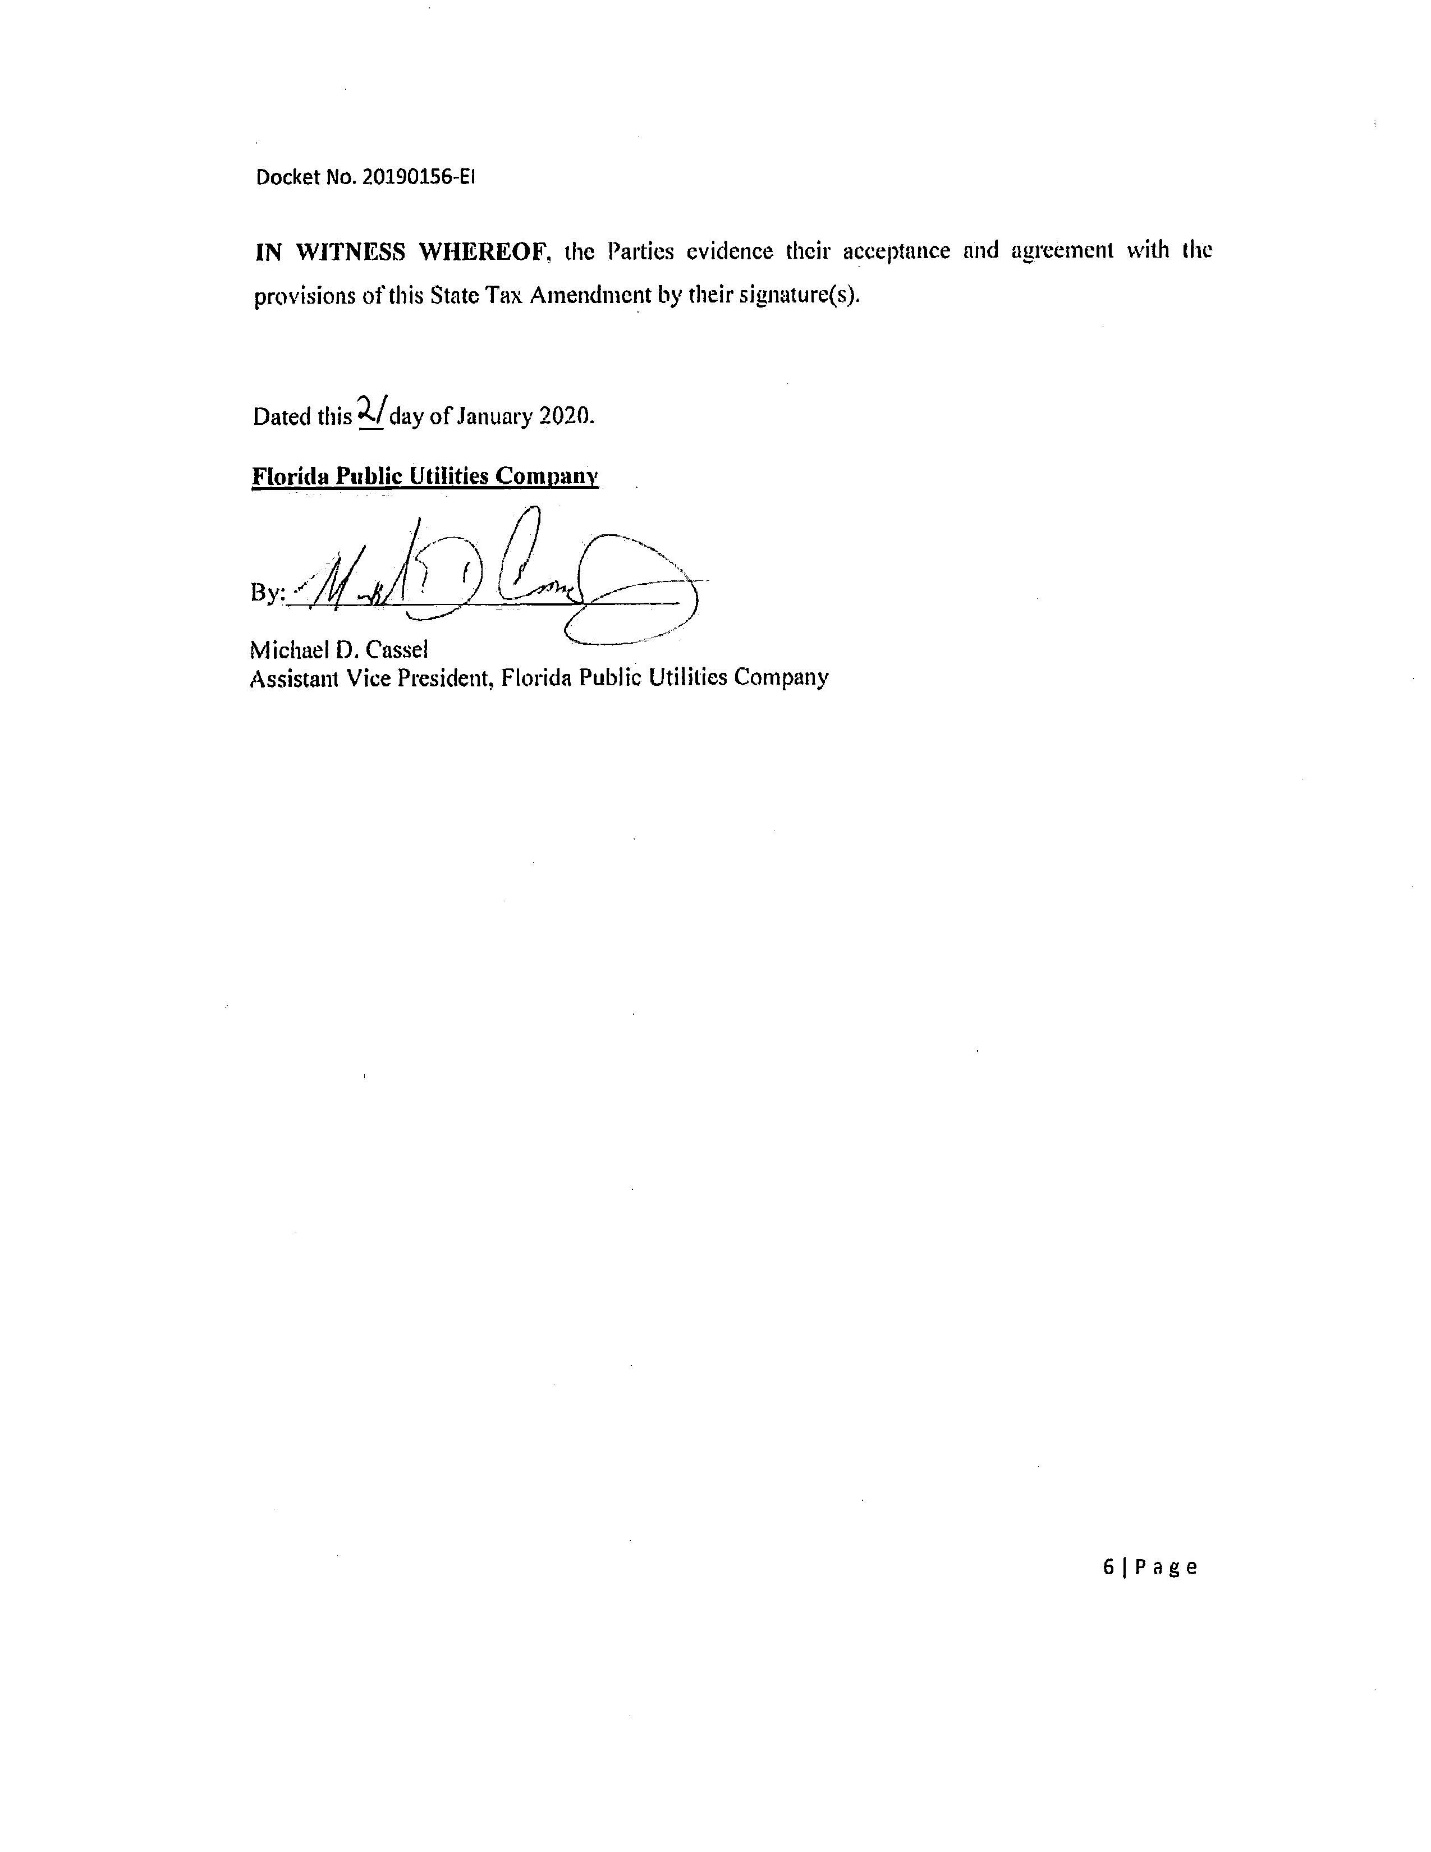 Docket No. 20190156-EI
IN WITNESS WHEREOF, the Parties evidence their acceptance and agreement with the
provisions of this State Tax Amendment by their signature(s).
Dated this 21 day of January 2020.
Florida Public Utilities Company
By:
Michael D. Cassel
Assistant Vice President, Florida Public Utilities Company
6 | P a g e